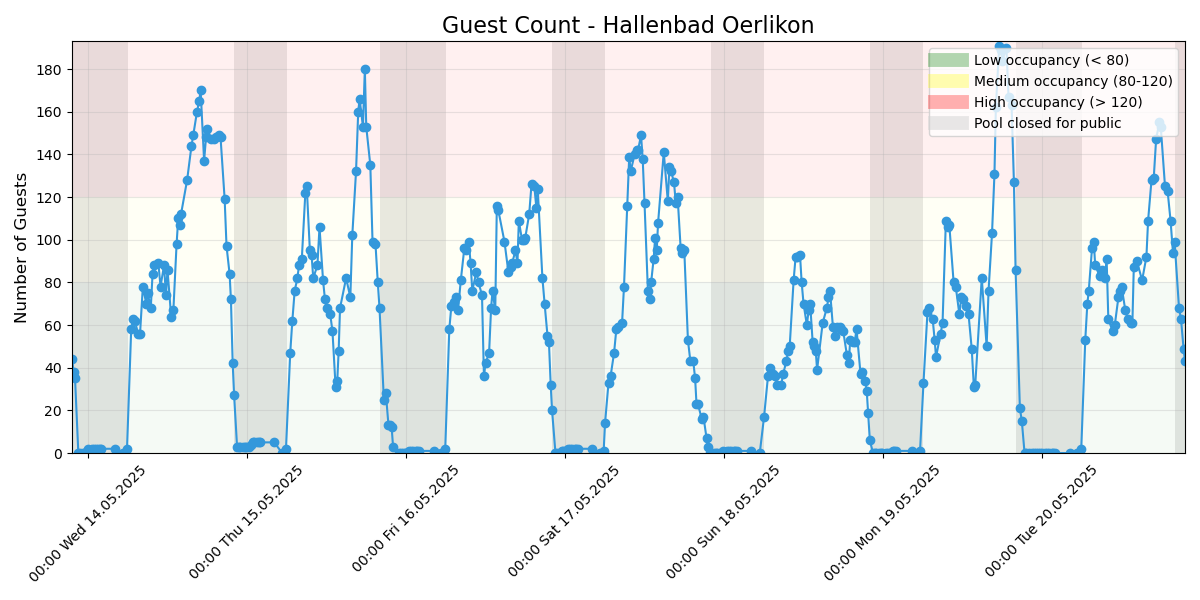 Guest Count - Hallenbad Oerlikon
Number of Guests
180
160
140
120
100
80
60
40
20
0
Low occupancy (< 80)
Medium occupancy (80-120)
High occupancy (> 120)
Pool closed for public
00:00 Wed 14.05.2025
00:00 Thu 15.05.2025
00:00 Fri 16.05.2025
00:00 Sat 17.05.2025
00:00 Sun 18.05.2025
00:00 Mon 19.05.2025
00:00 Tue 20.05.2025